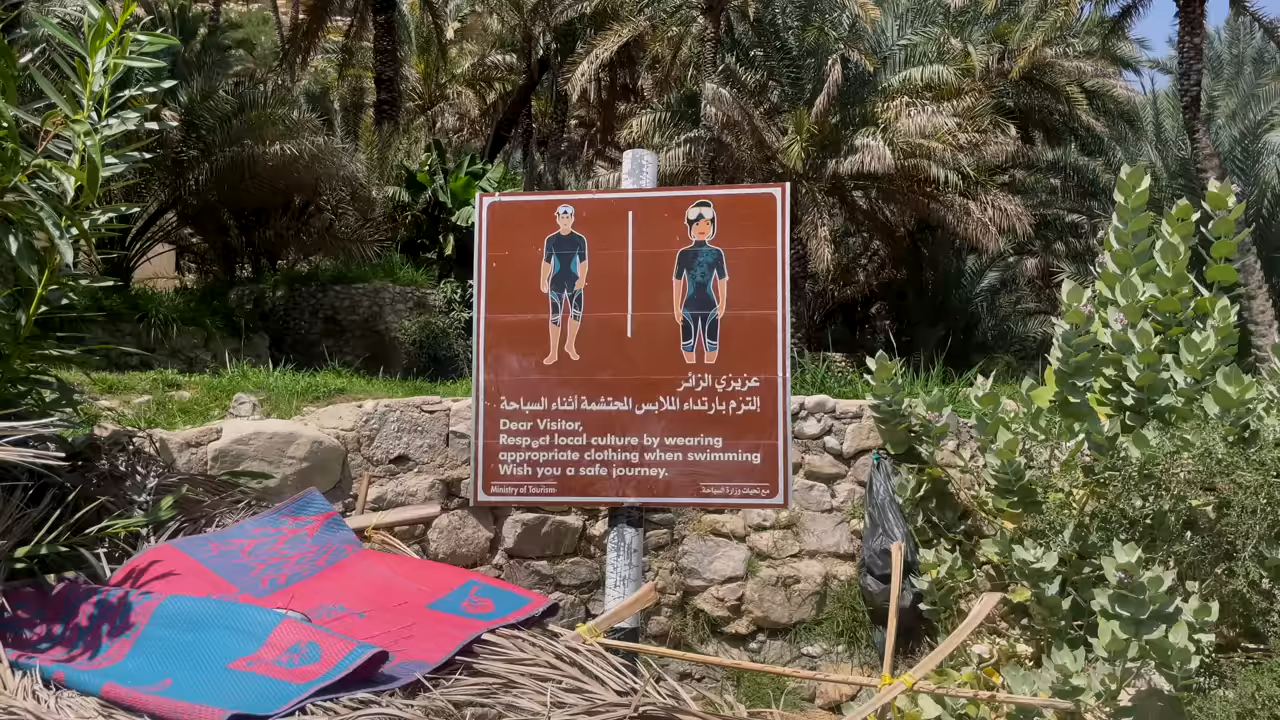 عزيزي الزائر
إلتزم بارتداء الملابس المحتشمة أثناء السباحة
Dear Visitor,
Respect local culture by wearing
appropriate clothing when swimming
Wish you a safe journey.
Ministry of Tourism
مع تحيات وزارة السياحة